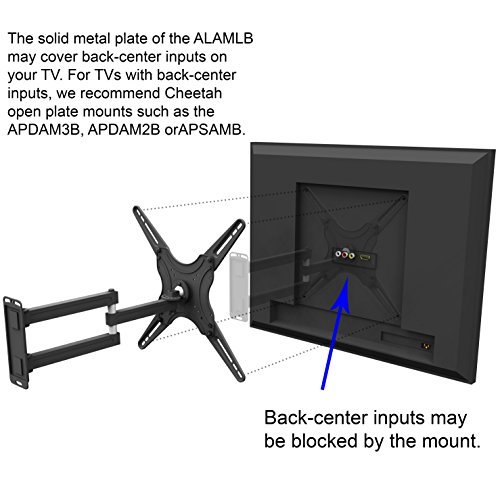 The solid metal plate of the ALAMLB
may cover back-center inputs on
your TV. For TVs with back-center
inputs, we recommend Cheetah
open plate mounts such as the
APDAM3B, APDAM2B orAPSAMB.
Back-center inputs may
be blocked by the mount.